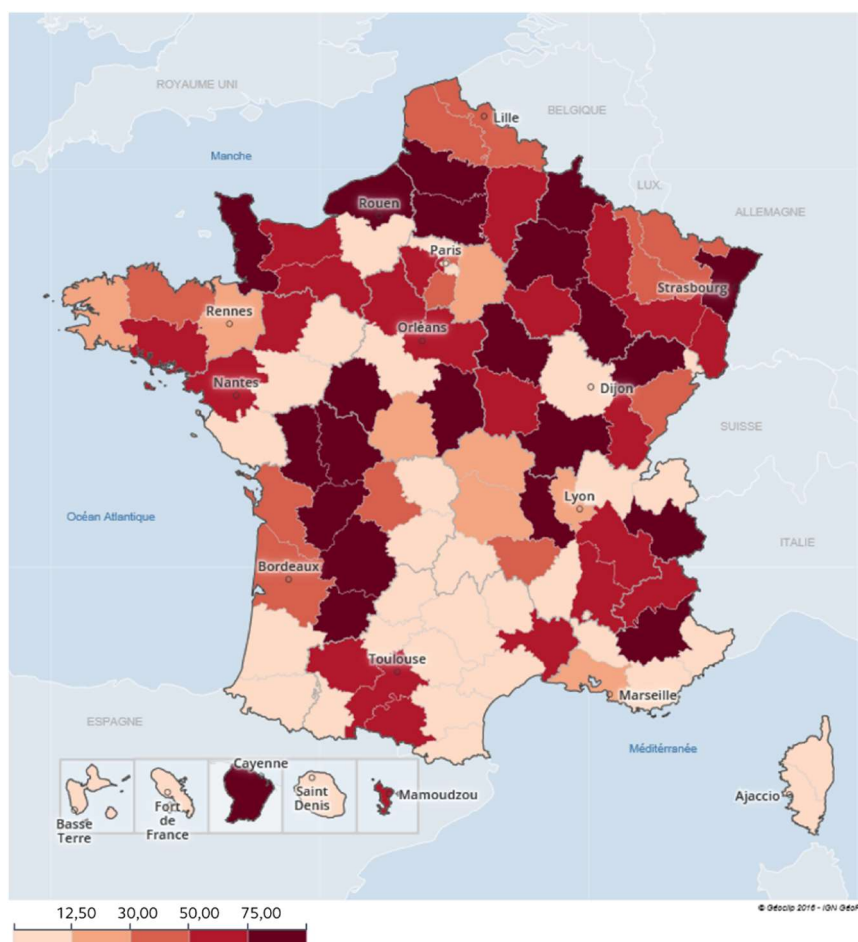 ROYAUME UNI
BELGIQUE
Lille
Manche
LUX.
Rouen
ALLEMAGNE
Paris
Strasbourg
Rennes
Orléans
Nantes
Dijon
SUISSE
Lyon
Océan Atlantique
ITALIE
Bordeaux
Toulouse
Marseille
ESPAGNE
Méditérranée
Cayenne
Saint
Denis
Mamoudzou
Ajaccio
Fort
de
France
Basse
Terre
© Géoclip 2016 - IGN GéoF
12,50 30,00 50,00 75,00